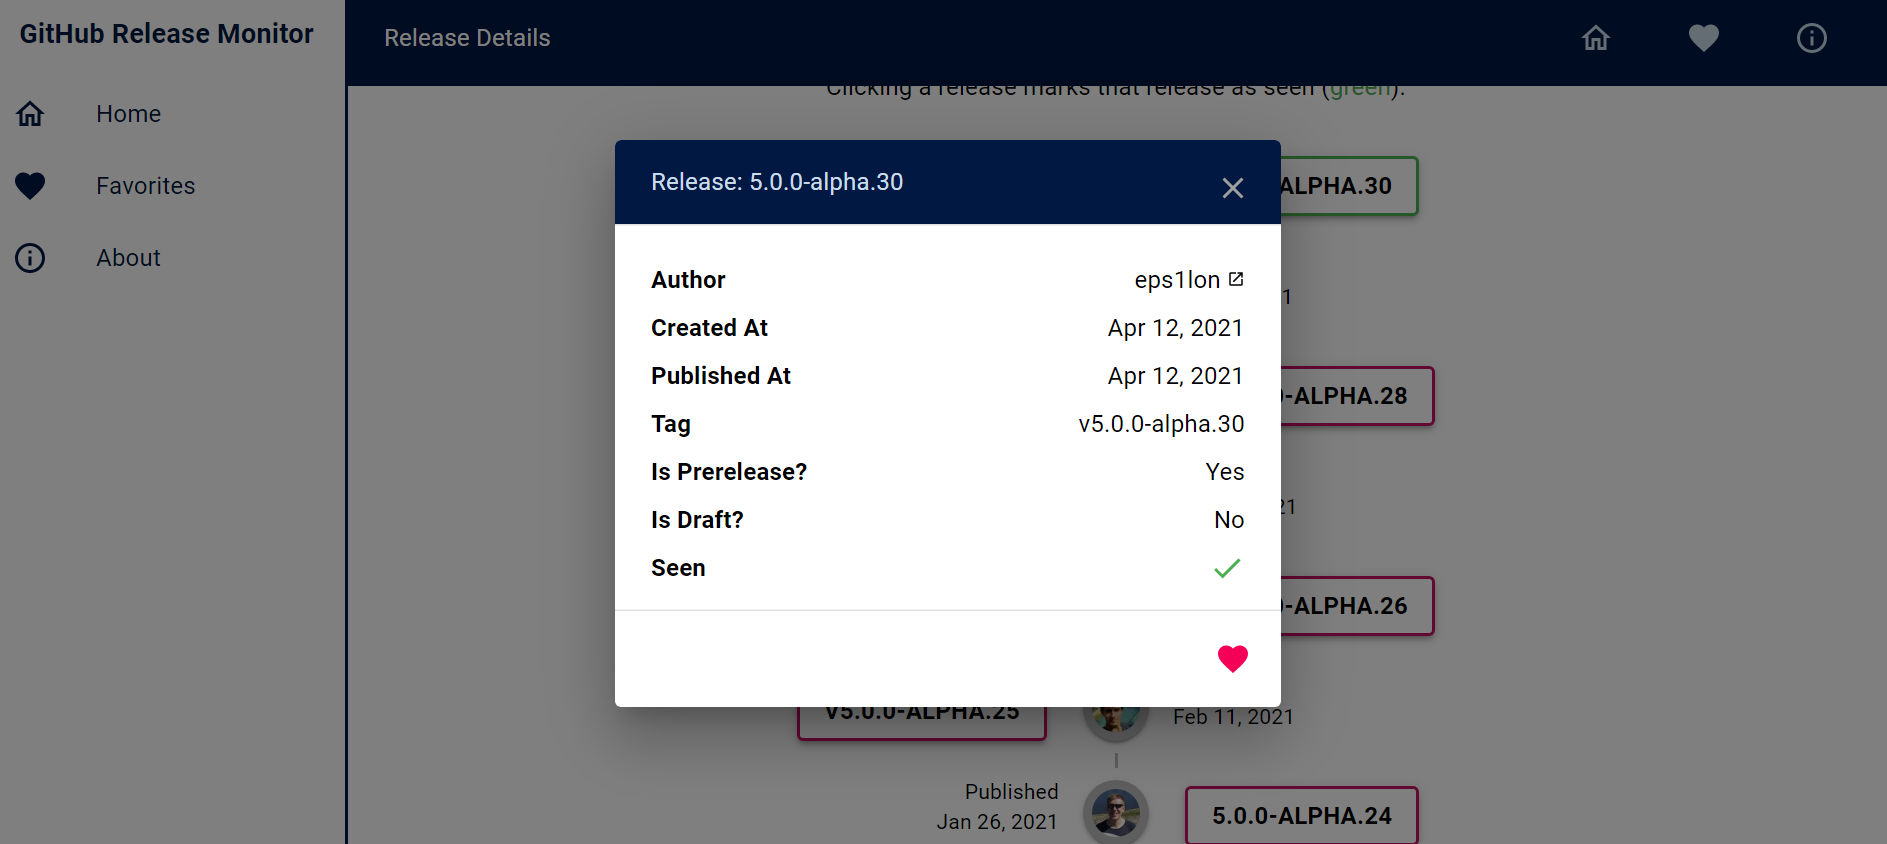 GitHub Release Monitor
Home
Favorites
About
Release Details
Clicking a release marks that release as seen (green).
Release: 5.0.0-alpha.30
Author eps1lon
Created At Apr 12, 2021
Published At Apr 12, 2021
Tag v5.0.0-alpha.30
Is Prerelease? Yes
Is Draft? No
Seen
ALPHA.30
1
-ALPHA.28
21
-ALPHA.26
V5.0.0-ALPHA.25
Feb 11, 2021
Published
Jan 26, 2021
5.0.0-ALPHA.24